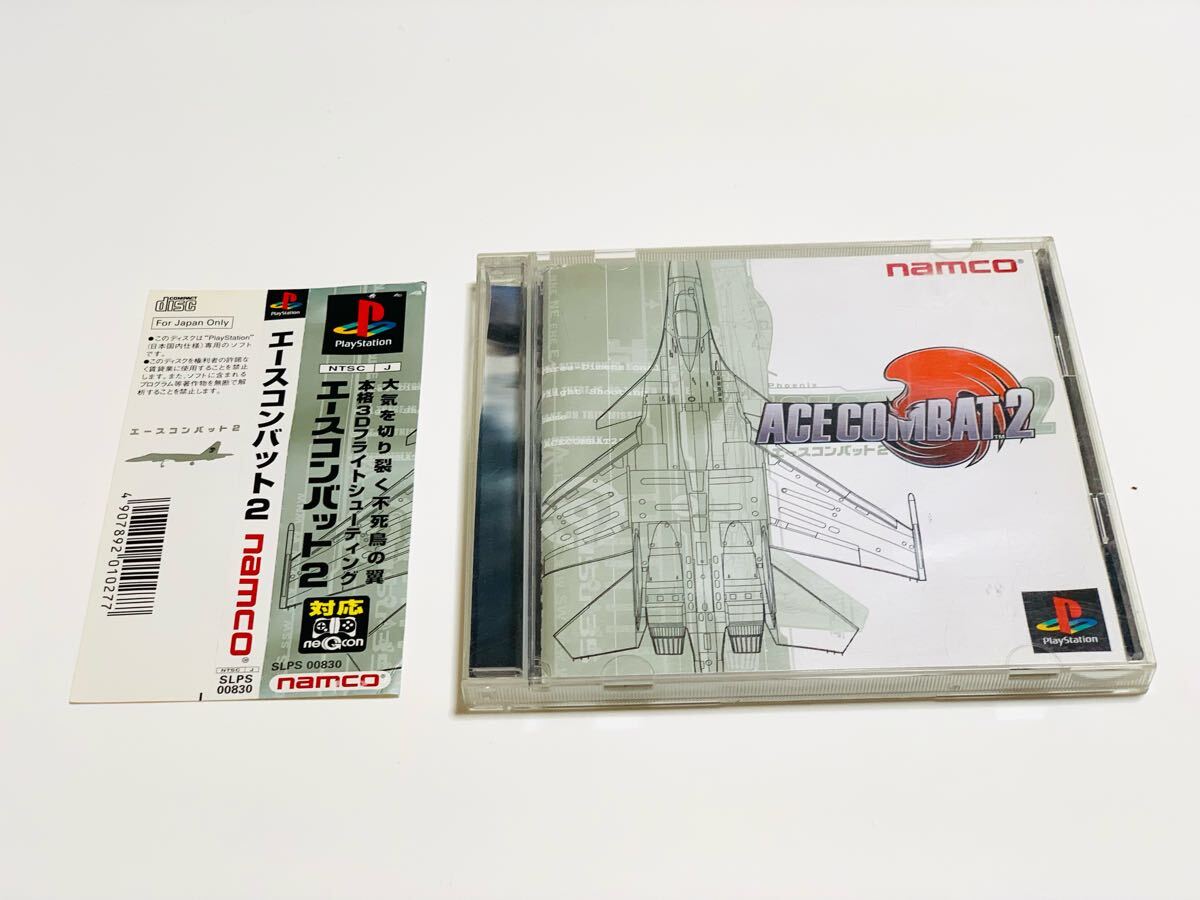 COMPACT
disc
For Japan Only
●このディスクは"PlayStation"
(日本国内仕様)専用のソフト
です。
●このディスクを権利者の許諾な
く賃貸業に使用することを禁止
します。また、ソフトに含まれる
プログラム等著作物を無断で解
析することを禁止します。
エースコンバット2
4907892010277
PlayStation
エースコンバット2
namco
NTSC J
SLPS
00830
PlayStation
NTSC J
大気を切り裂く不死鳥の翼
本格3Dフライトシューティング
エースコンバット2
対応
neGcon
SLPS 00830
namco
namco
Phoenix
ACE COMBAT 2
TM
エースコンバット2
ACECOMBAT2
PlayStation